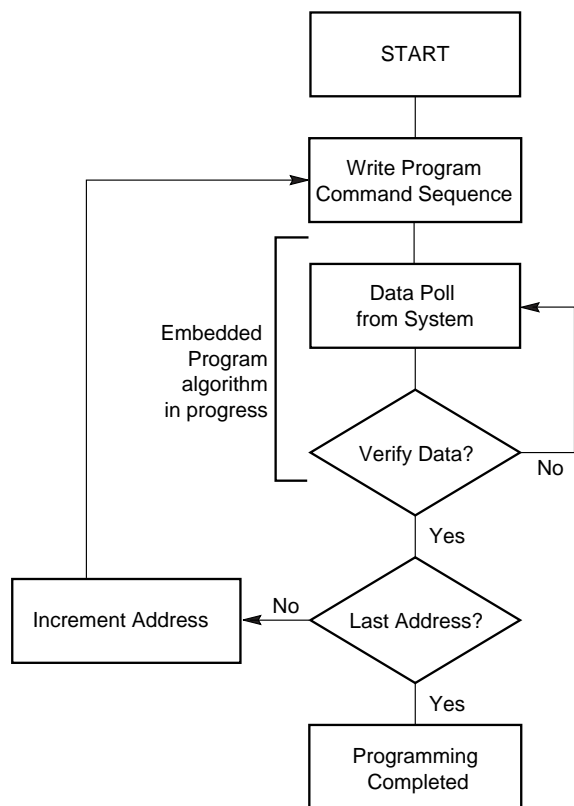 START
Write Program
Command Sequence
Data Poll
from System
Embedded
Program
algorithm
in progress
Verify Data?
No
Yes
Increment Address
No
Last Address?
Yes
Programming
Completed